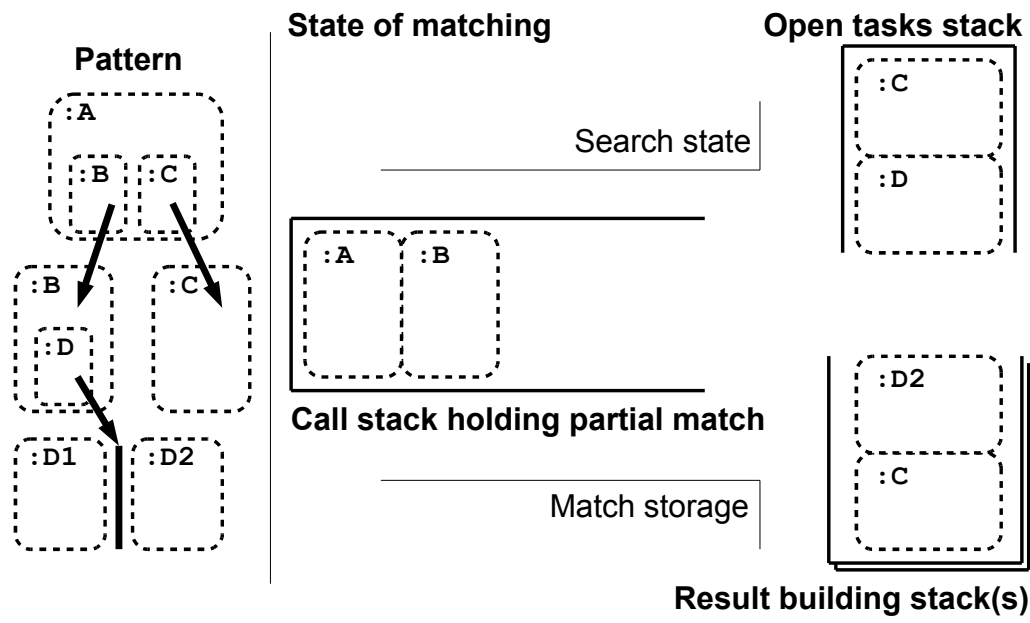 State of matching
Open tasks stack
Pattern
:A
:B
:C
:B
:C
:D
:D1
:D2
Search state
:A
:B
Call stack holding partial match
Match storage
:C
:D
:D2
:C
Result building stack(s)